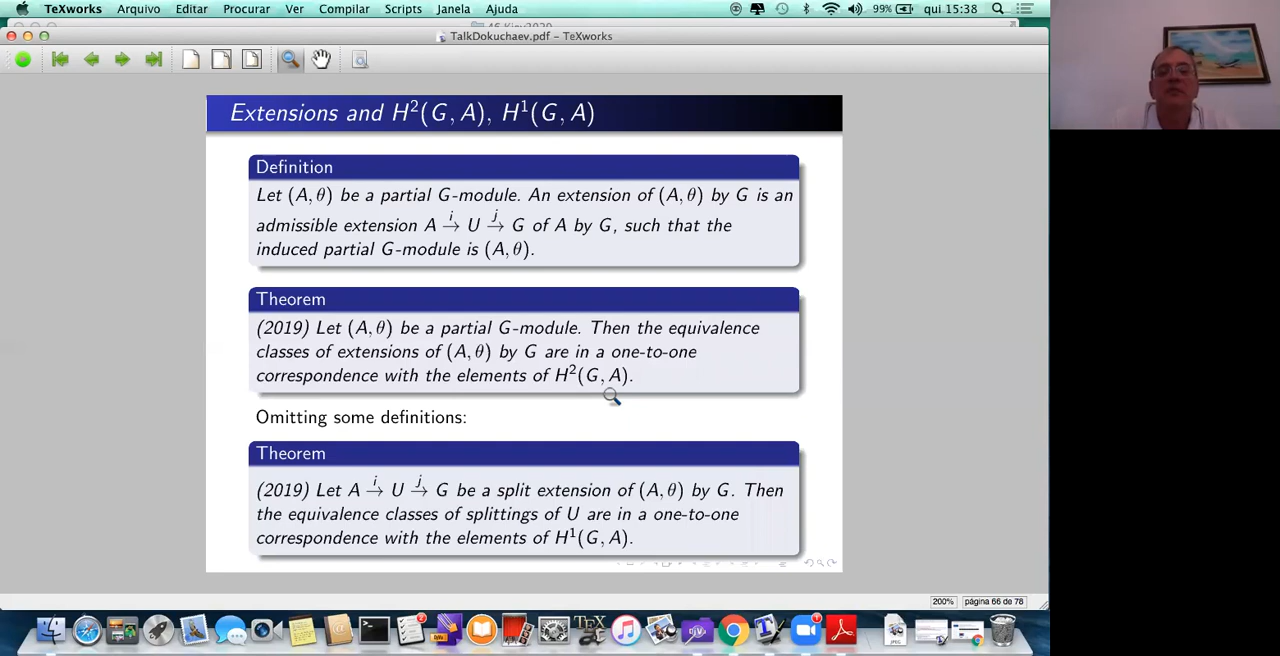 TeXworks Arquivo Editar Procurar Ver Compilar Scripts Janela Ajuda 99% qui 15:38
TalkDokuchaev.pdf – TeXworks
Extensions and H²(G, A), H¹(G, A)
Definition
Let (A, θ) be a partial G-module. An extension of (A, θ) by G is an
admissible extension A →ⁱ U →ʲ G of A by G, such that the
induced partial G-module is (A, θ).
Theorem
(2019) Let (A, θ) be a partial G-module. Then the equivalence
classes of extensions of (A, θ) by G are in a one-to-one
correspondence with the elements of H²(G, A).
Omitting some definitions:
Theorem
(2019) Let A →ⁱ U →ʲ G be a split extension of (A, θ) by G. Then
the equivalence classes of splittings of U are in a one-to-one
correspondence with the elements of H¹(G, A).
200% página 66 de 78